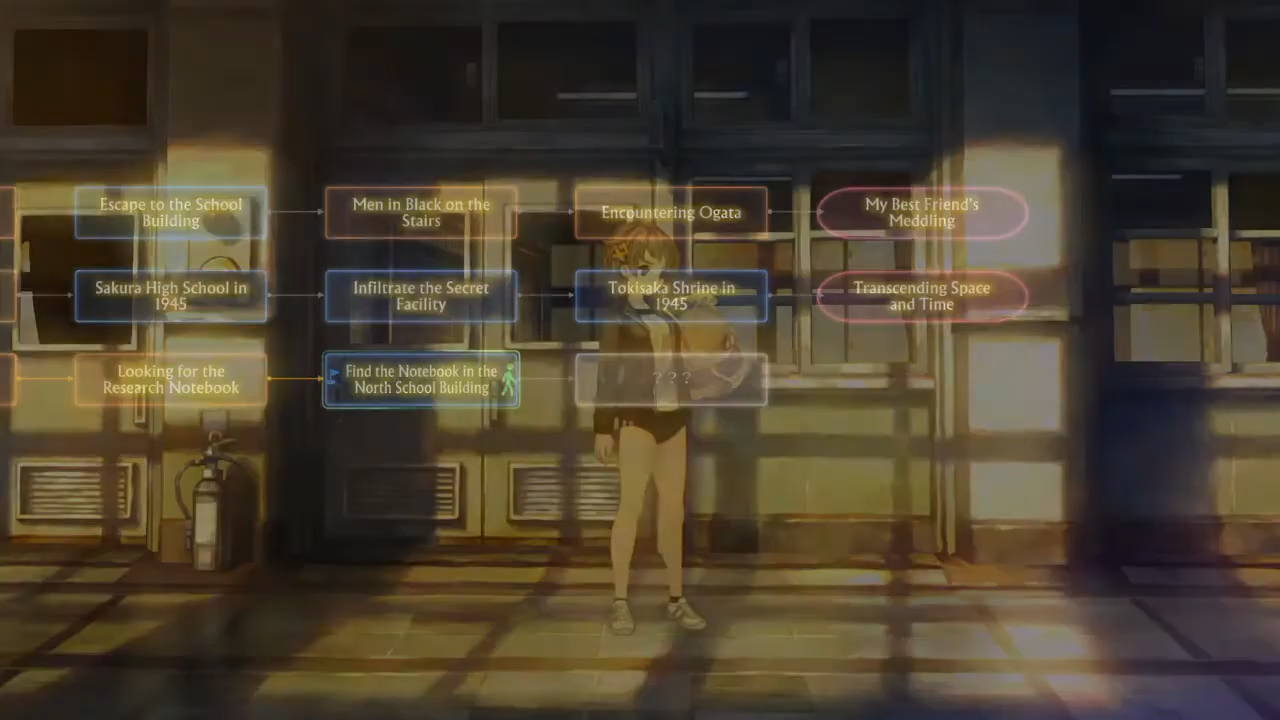 Escape to the School
Building
Men in Black on the
Stairs
Encountering Ogata
My Best Friend's
Meddling
Sakura High School in
1945
Infiltrate the Secret
Facility
Tokisaka Shrine in
1945
Transcending Space
and Time
Looking for the
Research Notebook
Find the Notebook in the
North School Building
???